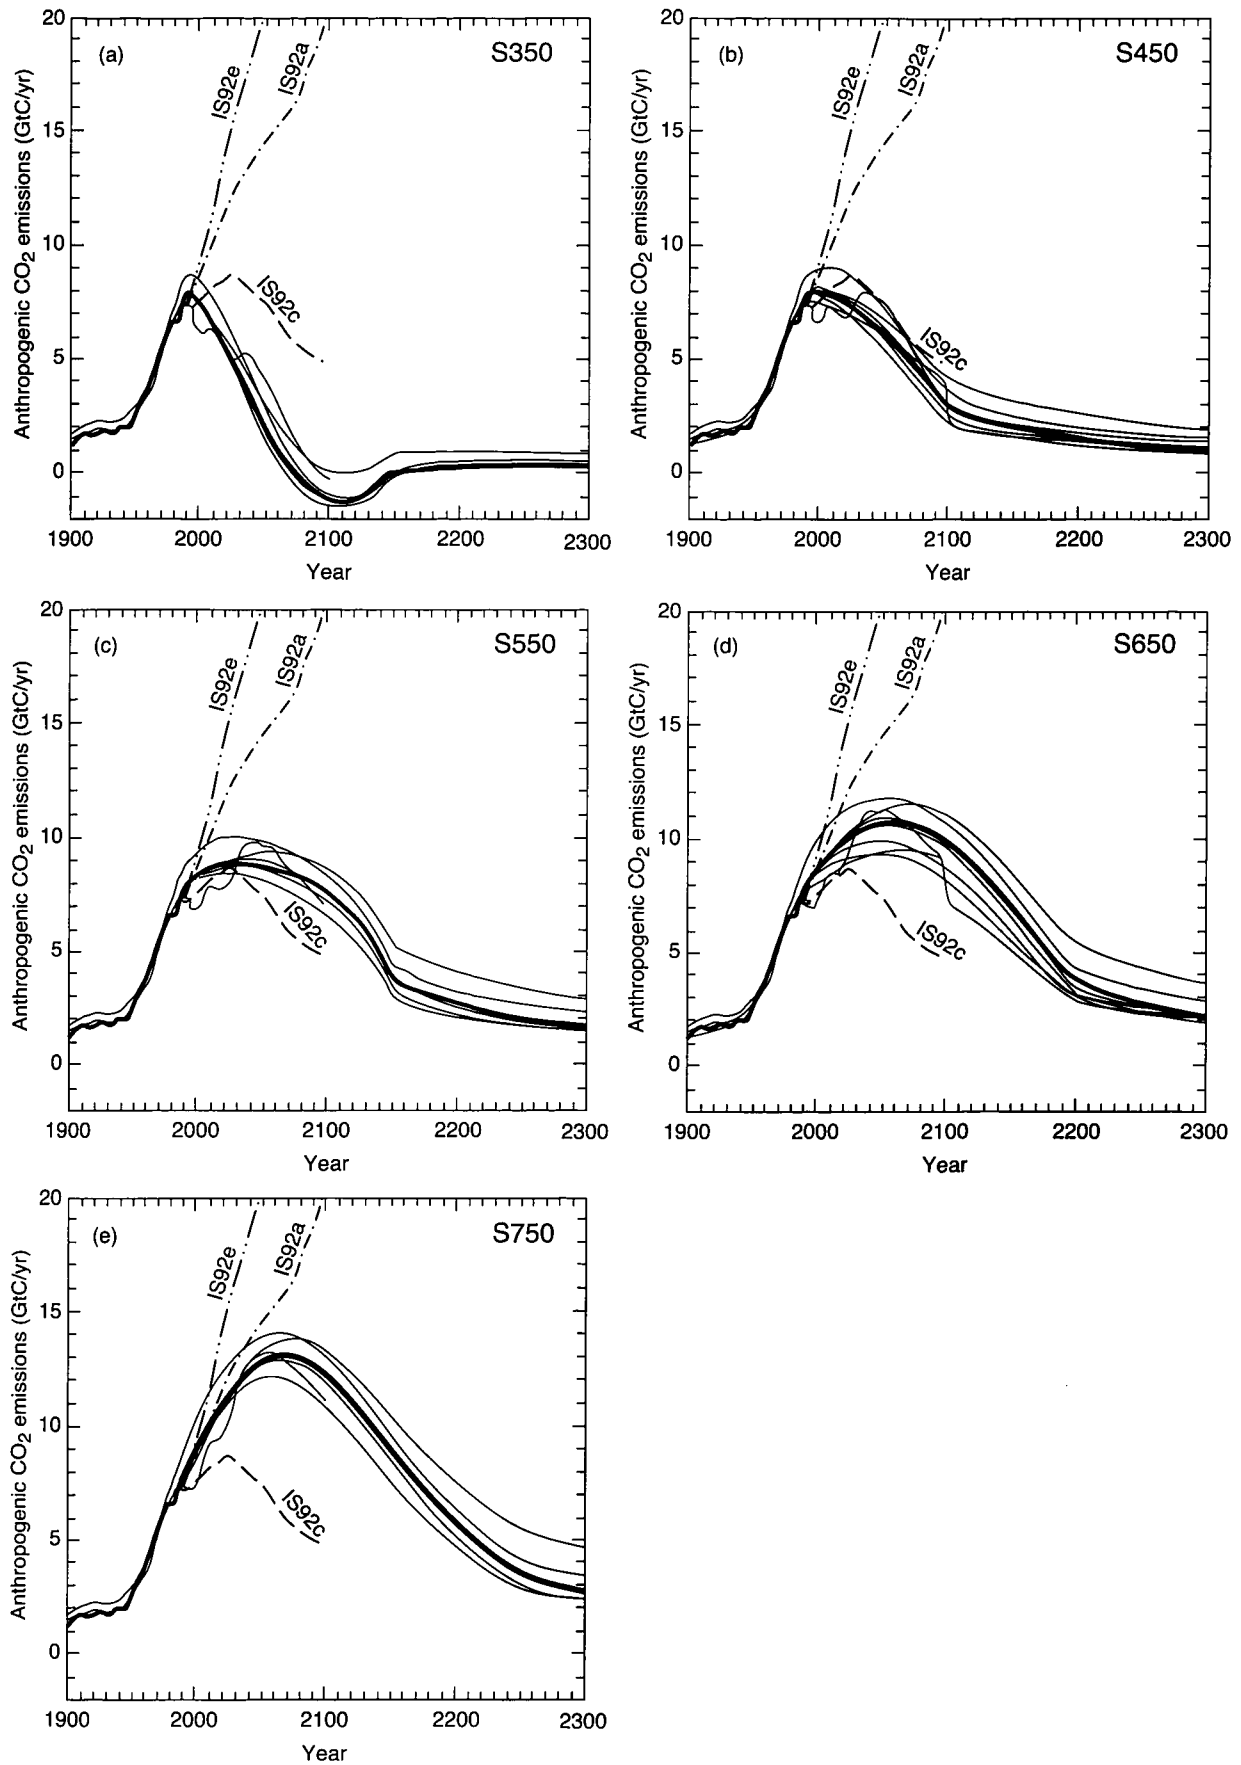 (a)
S350
IS92e
IS92a
IS92c
Anthropogenic CO2 emissions (GtC/yr)
20
15
10
5
0
1900 2000 2100 2200 2300
Year
(b)
S450
IS92e
IS92a
IS92c
Anthropogenic CO2 emissions (GtC/yr)
20
15
10
5
0
1900 2000 2100 2200 2300
Year
(c)
S550
IS92e
IS92a
IS92c
Anthropogenic CO2 emissions (GtC/yr)
20
15
10
5
0
1900 2000 2100 2200 2300
Year
(d)
S650
IS92e
IS92a
IS92c
Anthropogenic CO2 emissions (GtC/yr)
20
15
10
5
0
1900 2000 2100 2200 2300
Year
(e)
S750
IS92e
IS92a
IS92c
Anthropogenic CO2 emissions (GtC/yr)
20
15
10
5
0
1900 2000 2100 2200 2300
Year